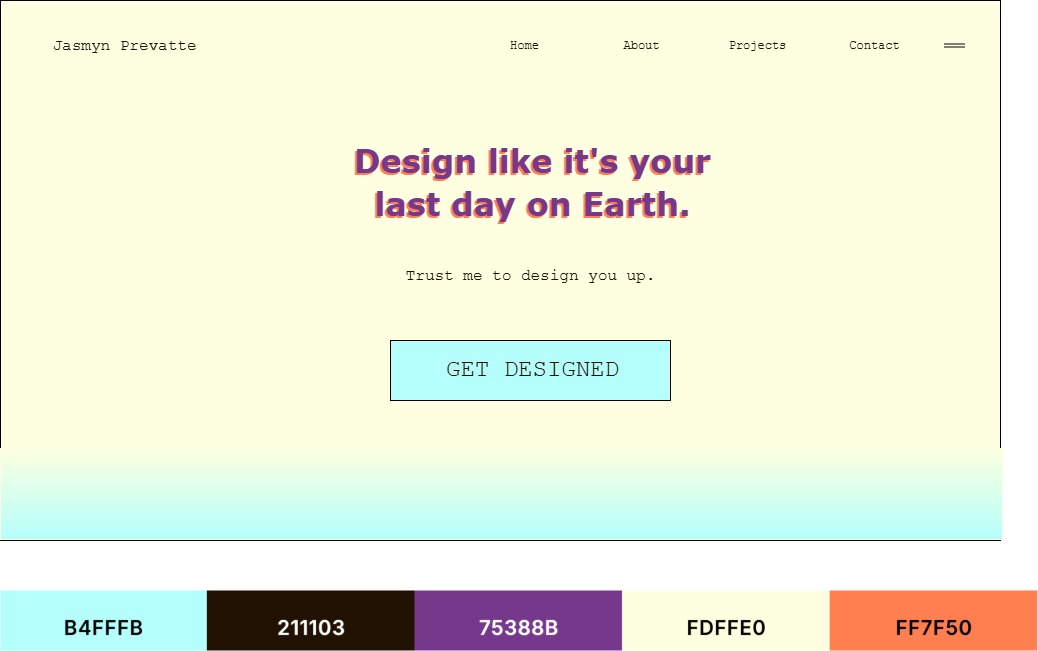 Jasmyn Prevatte
Home About Projects Contact
Design like it's your
last day on Earth.
Trust me to design you up.
GET DESIGNED
B4FFFB 211103 75388B FDFFE0 FF7F50